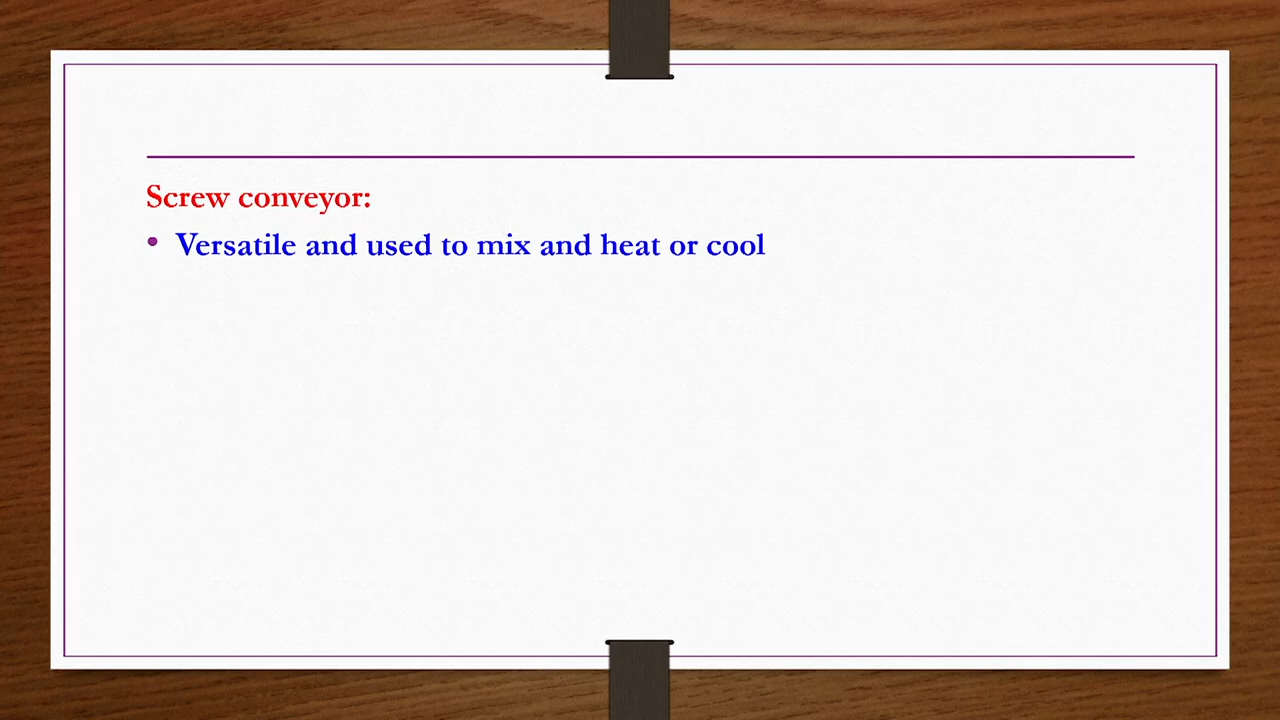 Screw conveyor:
• Versatile and used to mix and heat or cool